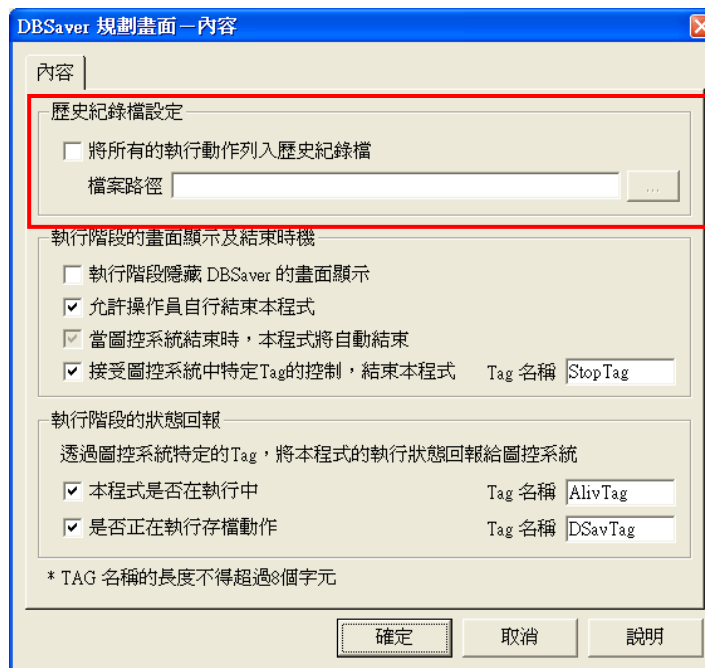 DBSaver 規劃畫面－內容
內容
歷史紀錄檔設定
將所有的執行動作列入歷史紀錄檔
檔案路徑 ...
執行階段的畫面顯示及結束時機
執行階段隱藏 DBSaver 的畫面顯示
允許操作員自行結束本程式
當圖控系統結束時，本程式將自動結束
接受圖控系統中特定Tag的控制，結束本程式 Tag 名稱 StopTag
執行階段的狀態回報
透過圖控系統特定的Tag，將本程式的執行狀態回報給圖控系統
本程式是否在執行中 Tag 名稱 AlivTag
是否正在執行存檔動作 Tag 名稱 DSavTag
* TAG 名稱的長度不得超過8個字元
確定 取消 說明